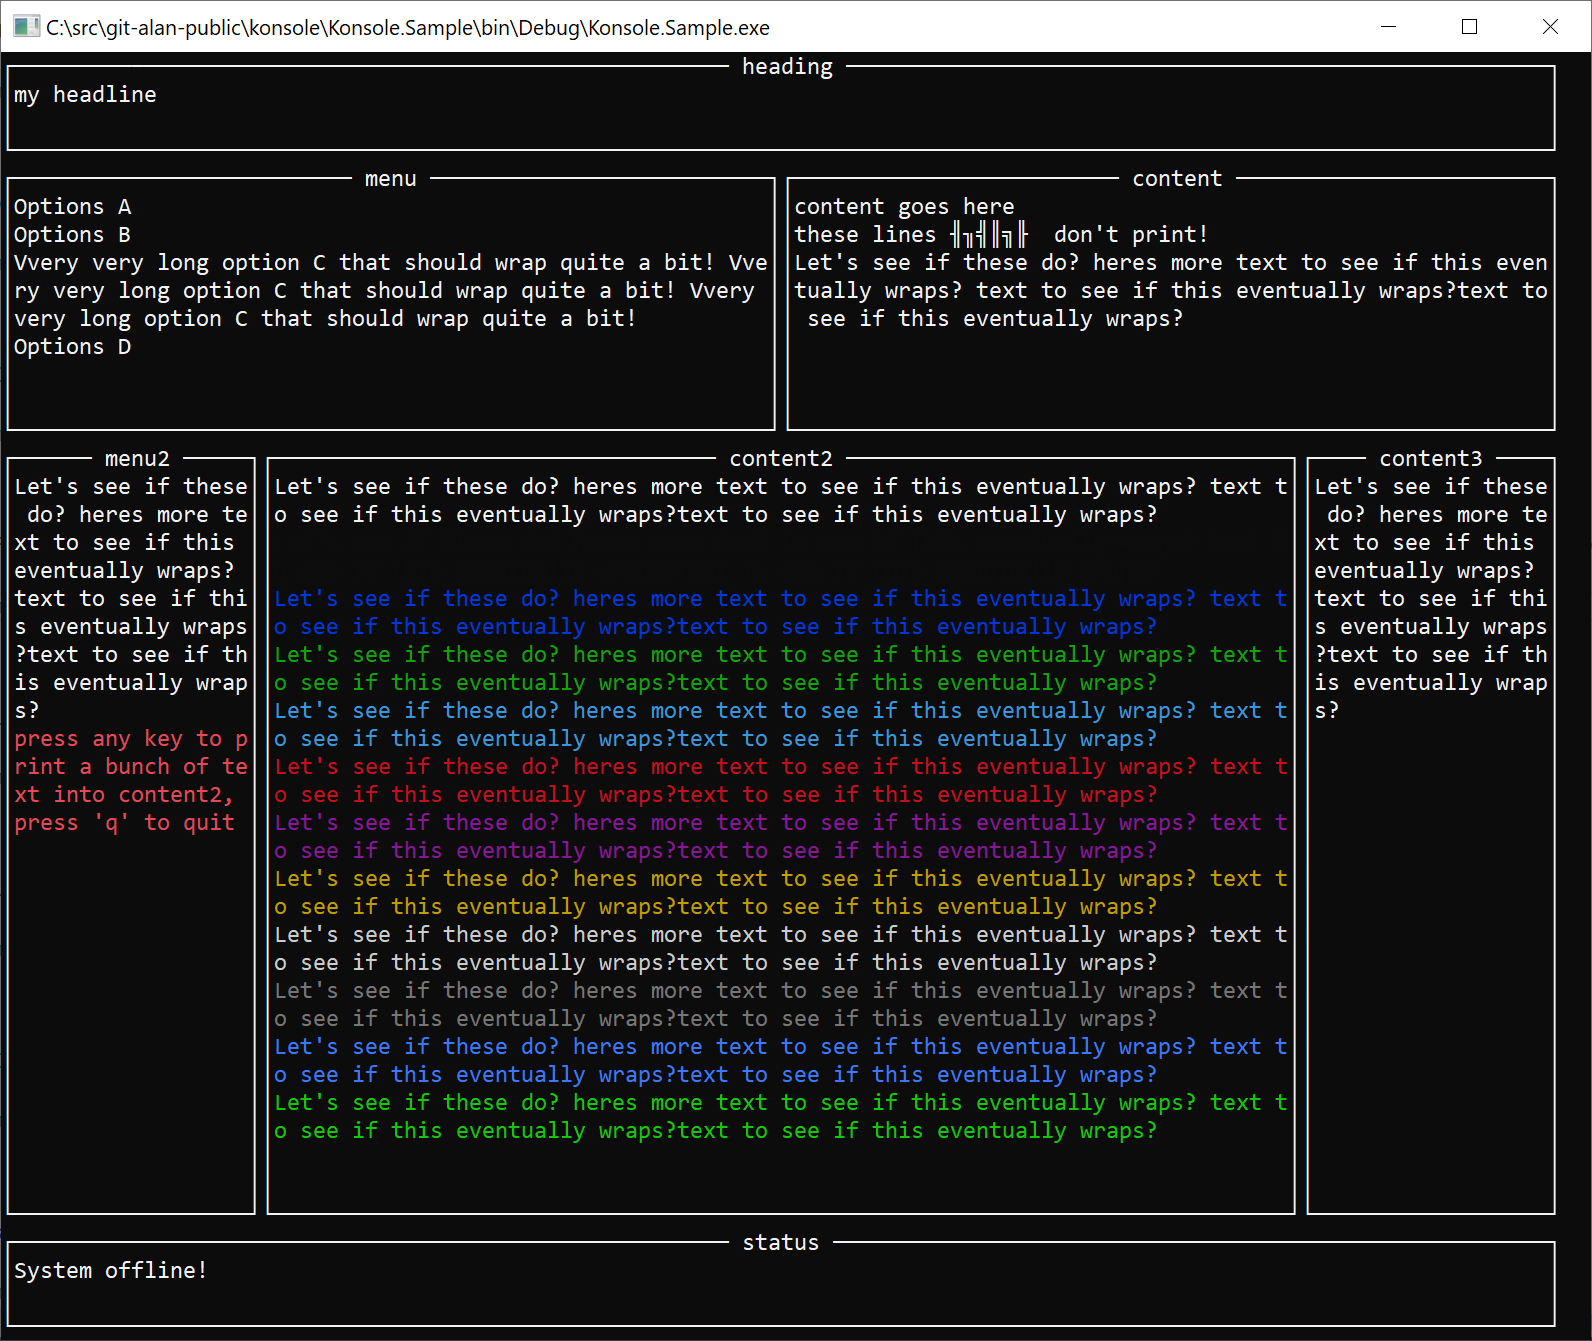 C:\src\git-alan-public\konsole\Konsole.Sample\bin\Debug\Konsole.Sample.exe
heading
my headline
menu
Options A
Options B
Vvery very long option C that should wrap quite a bit! Vve
ry very long option C that should wrap quite a bit! Vvery
very long option C that should wrap quite a bit!
Options D
content
content goes here
these lines ╢╖╣║╗╟  don't print!
Let's see if these do? heres more text to see if this even
tually wraps? text to see if this eventually wraps?text to
 see if this eventually wraps?
menu2
Let's see if these
 do? heres more te
xt to see if this
eventually wraps?
text to see if thi
s eventually wraps
?text to see if th
is eventually wrap
s?
press any key to p
rint a bunch of te
xt into content2,
press 'q' to quit
content2
Let's see if these do? heres more text to see if this eventually wraps? text t
o see if this eventually wraps?text to see if this eventually wraps?
Let's see if these do? heres more text to see if this eventually wraps? text t
o see if this eventually wraps?text to see if this eventually wraps?
Let's see if these do? heres more text to see if this eventually wraps? text t
o see if this eventually wraps?text to see if this eventually wraps?
Let's see if these do? heres more text to see if this eventually wraps? text t
o see if this eventually wraps?text to see if this eventually wraps?
Let's see if these do? heres more text to see if this eventually wraps? text t
o see if this eventually wraps?text to see if this eventually wraps?
Let's see if these do? heres more text to see if this eventually wraps? text t
o see if this eventually wraps?text to see if this eventually wraps?
Let's see if these do? heres more text to see if this eventually wraps? text t
o see if this eventually wraps?text to see if this eventually wraps?
Let's see if these do? heres more text to see if this eventually wraps? text t
o see if this eventually wraps?text to see if this eventually wraps?
Let's see if these do? heres more text to see if this eventually wraps? text t
o see if this eventually wraps?text to see if this eventually wraps?
Let's see if these do? heres more text to see if this eventually wraps? text t
o see if this eventually wraps?text to see if this eventually wraps?
Let's see if these do? heres more text to see if this eventually wraps? text t
o see if this eventually wraps?text to see if this eventually wraps?
content3
Let's see if these
 do? heres more te
xt to see if this
eventually wraps?
text to see if thi
s eventually wraps
?text to see if th
is eventually wrap
s?
status
System offline!